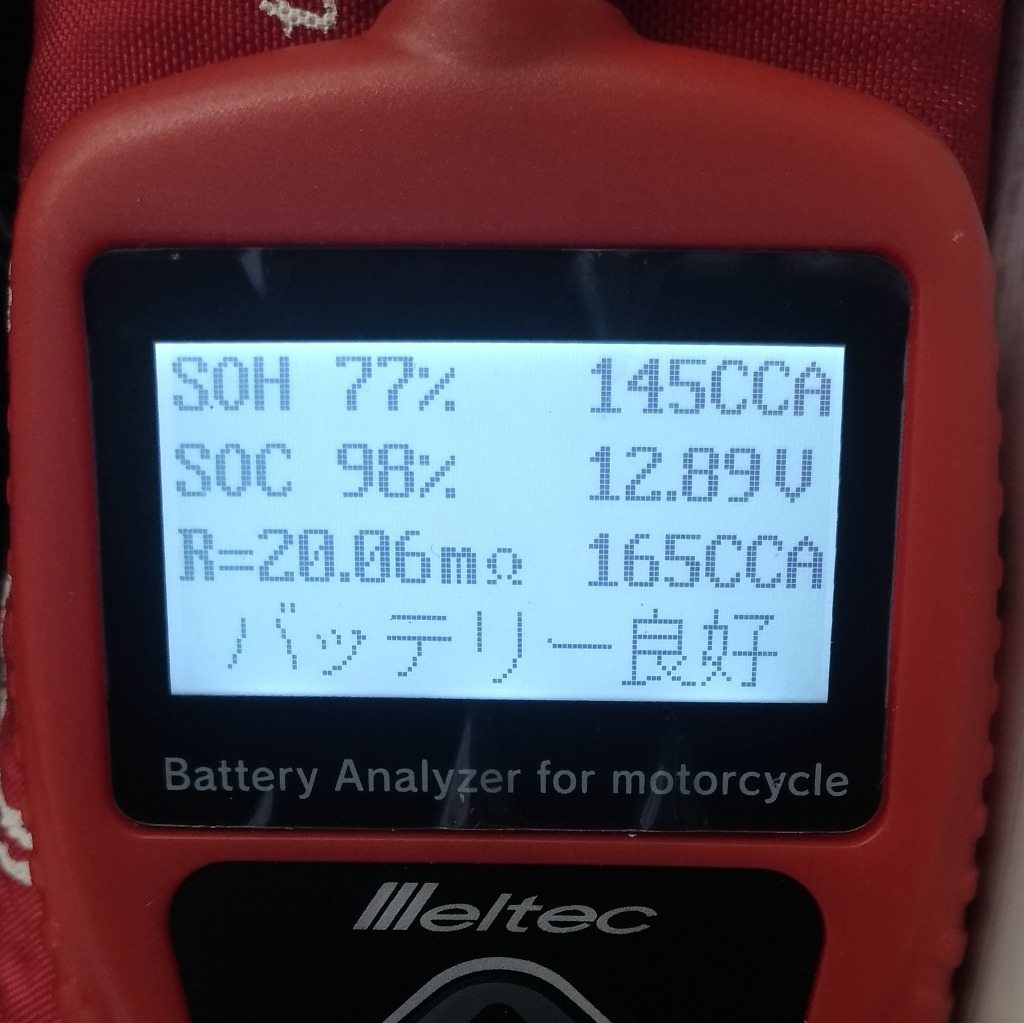 SOH 77% 145CCA
SOC 98% 12.89V
R=20.06mΩ 165CCA
バッテリー良好
Battery Analyzer for motorcycle
Meltec